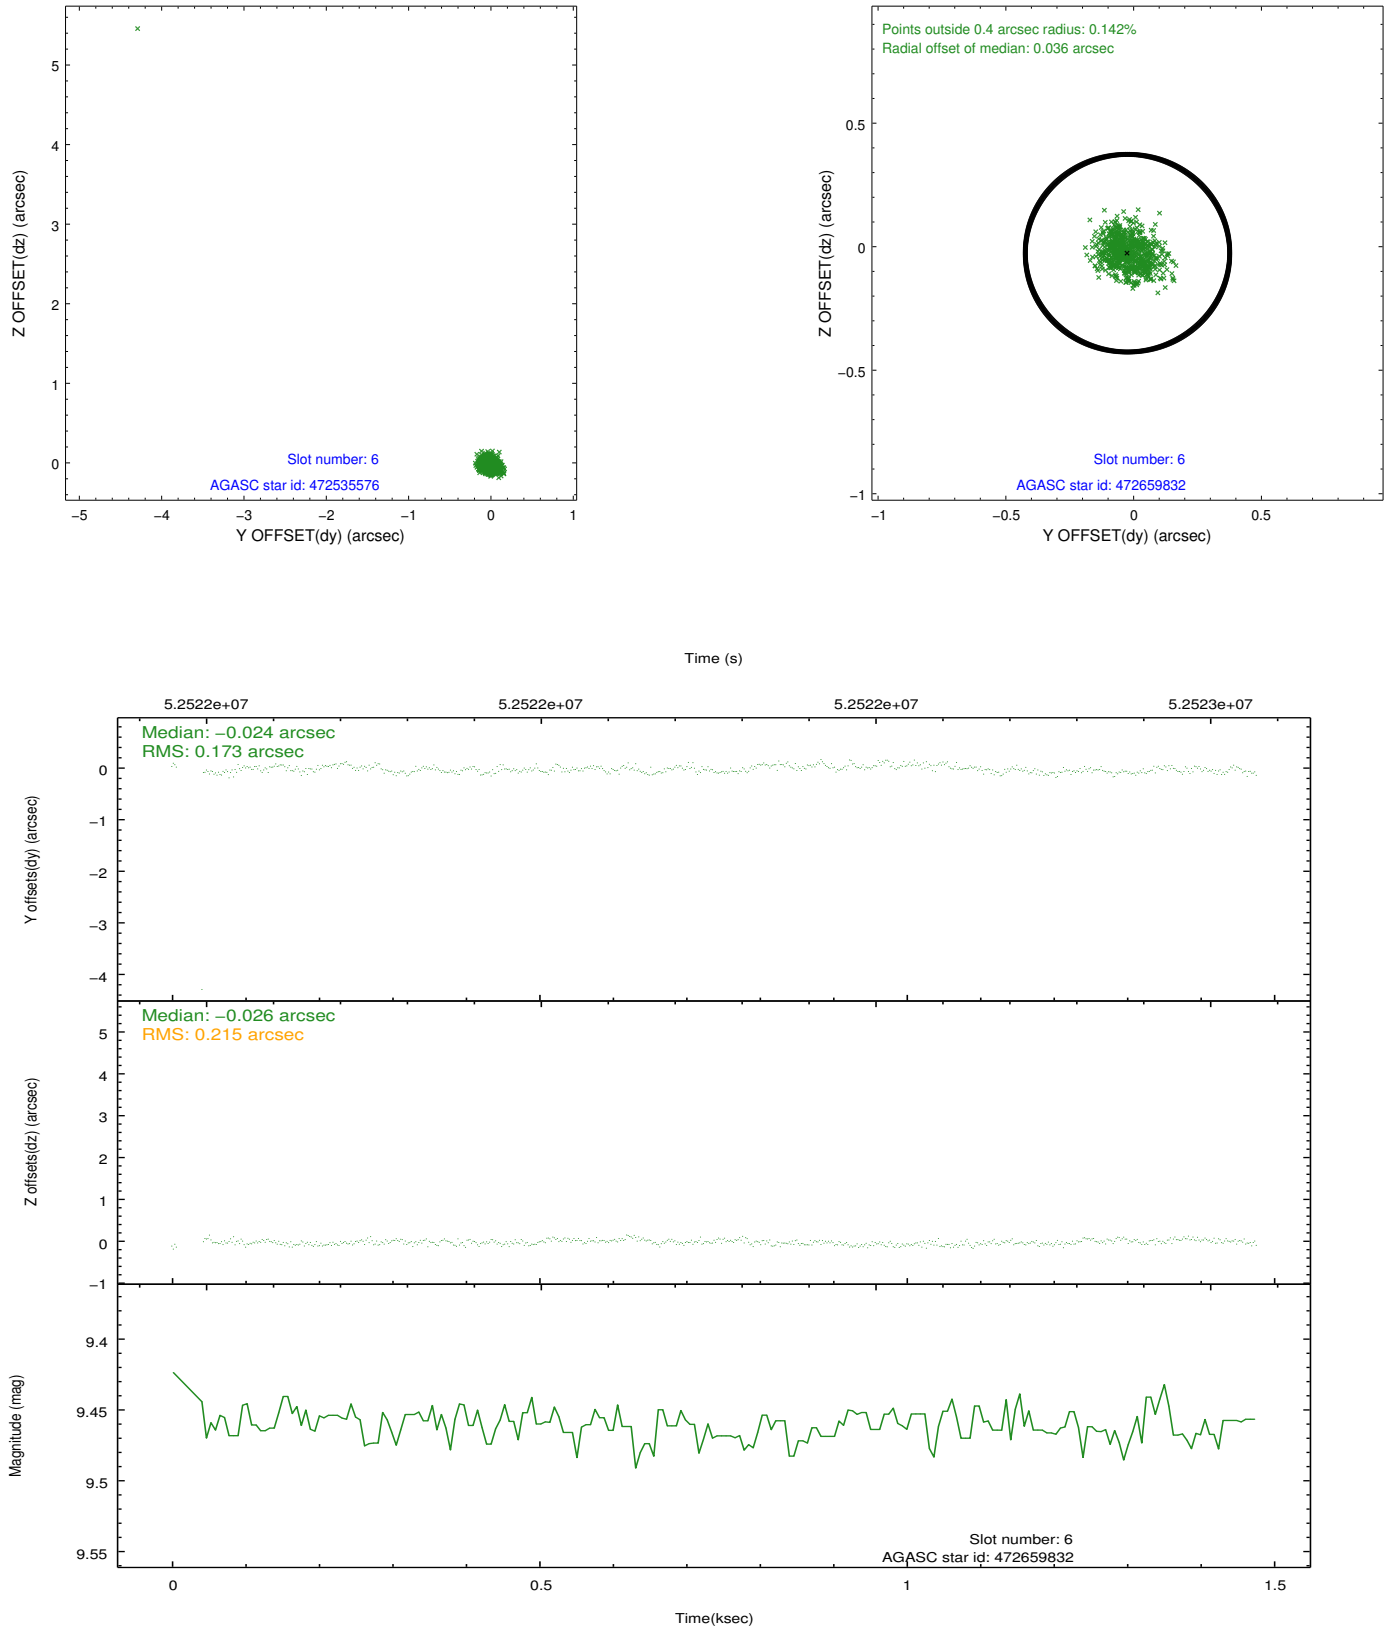 5
4
3
2
1
0
Z OFFSET(dz) (arcsec)
Slot number: 6
AGASC star id: 472535576
−5 −4 −3 −2 −1 0 1
Y OFFSET(dy) (arcsec)
Points outside 0.4 arcsec radius: 0.142%
Radial offset of median: 0.036 arcsec
0.5
0
−0.5
−1
Z OFFSET(dz) (arcsec)
Slot number: 6
AGASC star id: 472659832
−1 −0.5 0 0.5
Y OFFSET(dy) (arcsec)
Time (s)
5.2522e+07 5.2522e+07 5.2522e+07 5.2523e+07
Median: −0.024 arcsec
RMS: 0.173 arcsec
0
−1
−2
−3
−4
Y offsets(dy) (arcsec)
Median: −0.026 arcsec
RMS: 0.215 arcsec
5
4
3
2
1
0
−1
Z offsets(dz) (arcsec)
9.4
9.45
9.5
9.55
Magnitude (mag)
Slot number: 6
AGASC star id: 472659832
0 0.5 1 1.5
Time(ksec)